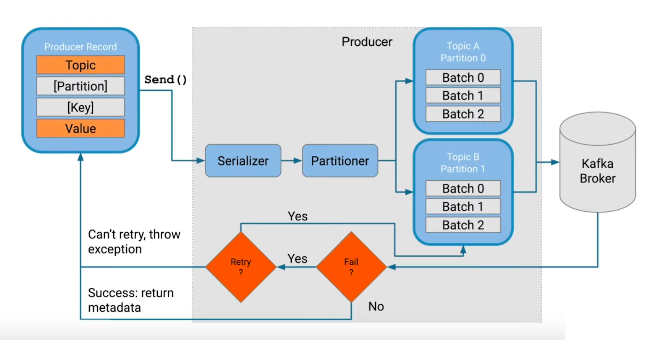 Producer Record
Topic
[Partition]
[Key]
Value
Send()
Producer
Serializer
Partitioner
Topic A
Partition 0
Batch 0
Batch 1
Batch 2
Topic B
Partition 1
Batch 0
Batch 1
Batch 2
Kafka
Broker
Yes
Fail
?
Yes
Retry
?
No
Can't retry, throw
exception
Success: return
metadata